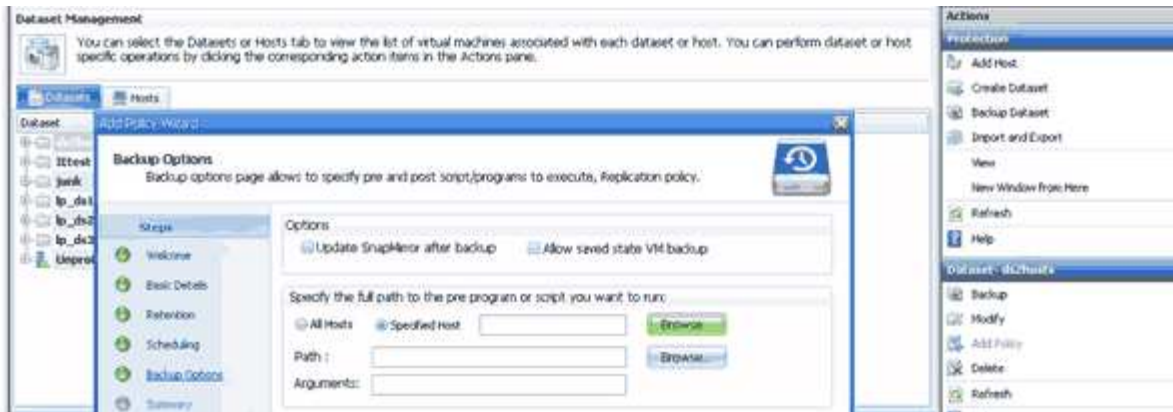 Dataset Management
You can select the Datasets or Hosts tab to view the list of virtual machines associated with each dataset or host. You can perform dataset or host
specific operations by clicking the corresponding action items in the Actions pane.
Datasets Hosts
Dataset
ICtest
junk
lp_ds1
lp_ds2
lp_ds3
Unpro
Add Policy Wizard
Backup Options
Backup options page allows to specify pre and post script/programs to execute, Replication policy.
Steps
Welcome
Basic Details
Retention
Scheduling
Backup Options
Summary
Options
Update SnapMirror after backup Allow saved state VM backup
Specify the full path to the pre program or script you want to run:
All Hosts Specified Host Browse
Path : Browse...
Arguments:
Actions
Protection
Add Host
Create Dataset
Backup Dataset
Import and Export
View
New Window from Here
Refresh
Help
Dataset- ds2hosts
Backup
Modify
Add Policy
Delete
Refresh